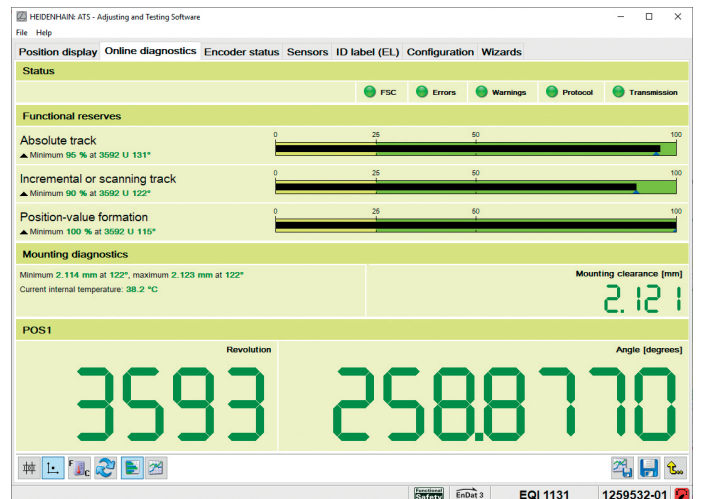 HEIDENHAIN: ATS - Adjusting and Testing Software
File Help
Position display Online diagnostics Encoder status Sensors ID label (EL) Configuration Wizards
Status
FSC Errors Warnings Protocol Transmission
Functional reserves
Absolute track
0 25 50 100
Minimum 95 % at 3592 U 131°
Incremental or scanning track
0 25 50 100
Minimum 90 % at 3592 U 122°
Position-value formation
0 25 50 100
Minimum 100 % at 3592 U 115°
Mounting diagnostics
Minimum 2.114 mm at 122°, maximum 2.123 mm at 122°
Mounting clearance [mm]
Current internal temperature: 38.2 °C
2.121
POS1
Revolution Angle [degrees]
3593 258.8770
F C
Functional Safety EnDat 3 EQI 1131 1259532-01